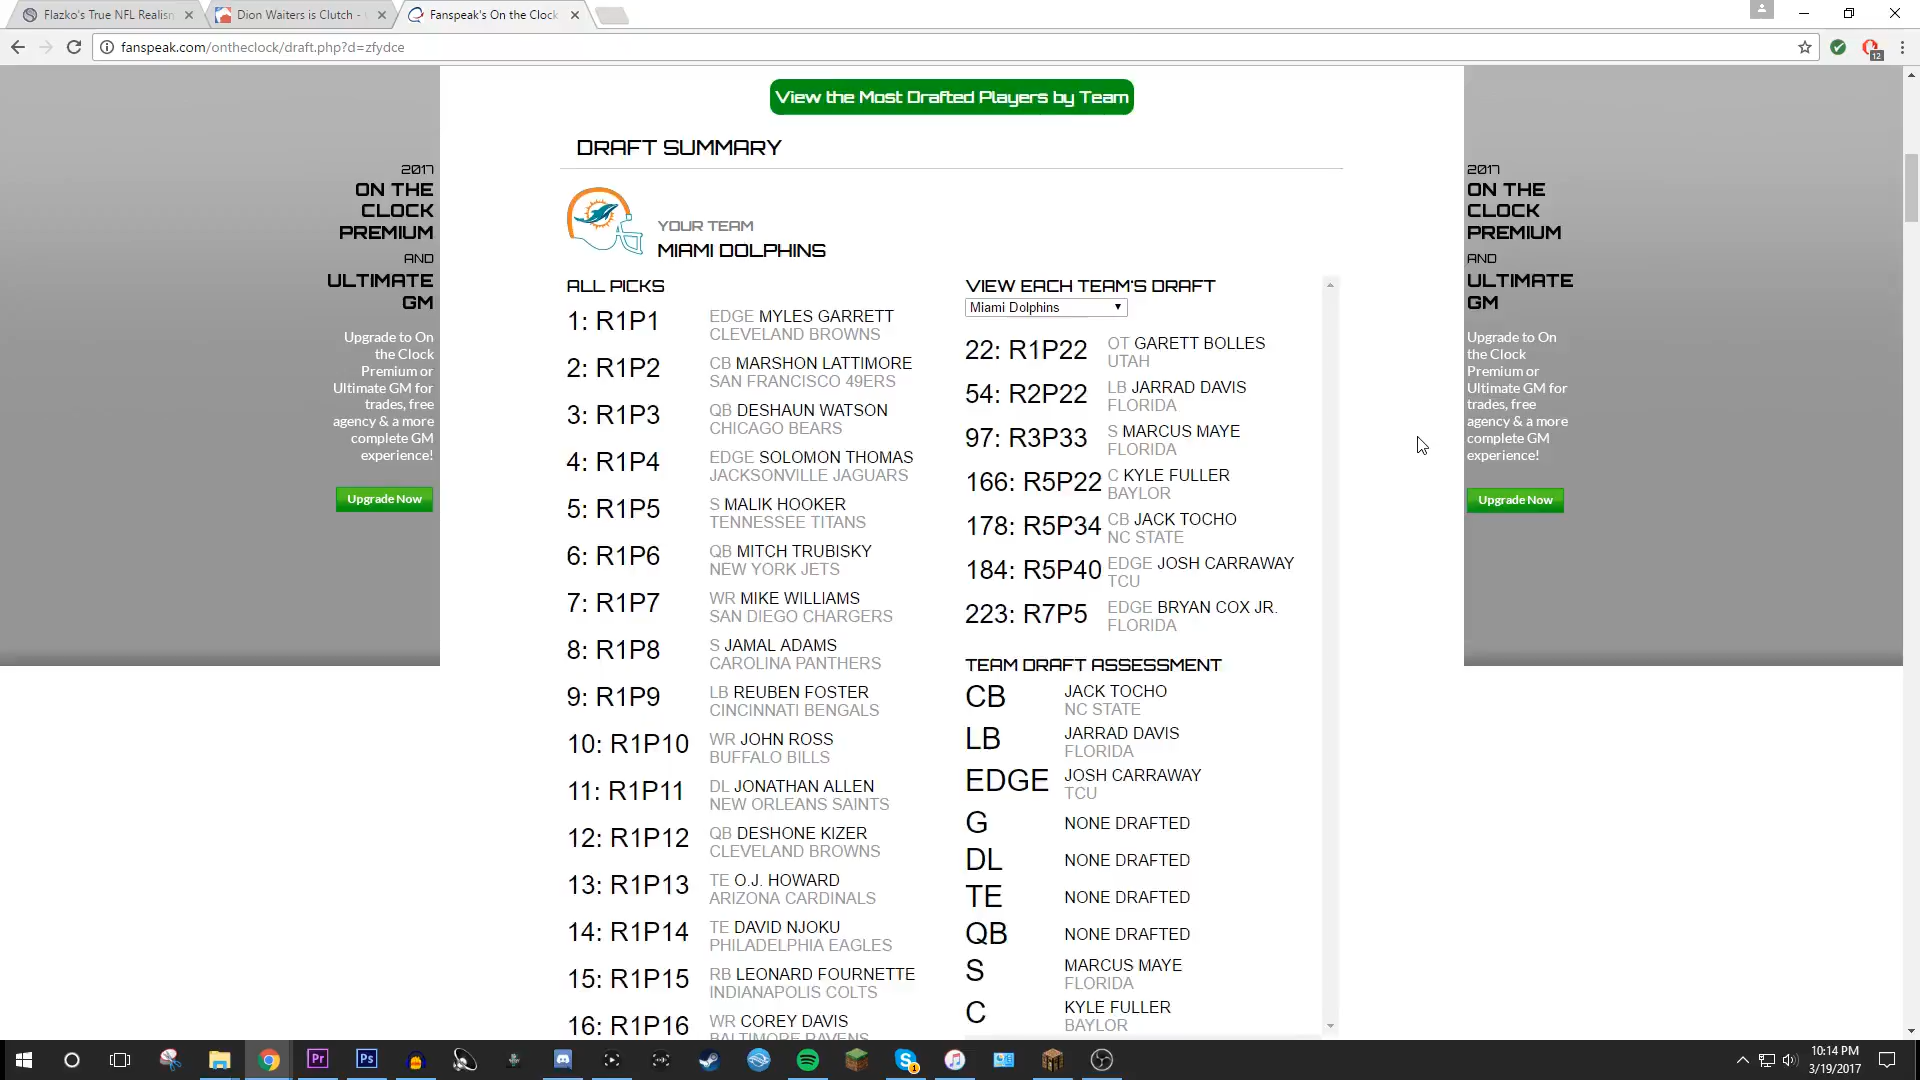 Flazko's True NFL Realism
Dion Waiters is Clutch -
Fanspeak's On the Clock
fanspeak.com/ontheclock/draft.php?d=zfydce
12
View the Most Drafted Players by Team
DRAFT SUMMARY
YOUR TEAM
MIAMI DOLPHINS
2017
ON THE
CLOCK
PREMIUM
AND
ULTIMATE
GM
Upgrade to On
the Clock
Premium or
Ultimate GM for
trades, free
agency & a more
complete GM
experience!
Upgrade Now
ALL PICKS
1: R1P1
EDGE MYLES GARRETT
CLEVELAND BROWNS
2: R1P2
CB MARSHON LATTIMORE
SAN FRANCISCO 49ERS
3: R1P3
QB DESHAUN WATSON
CHICAGO BEARS
4: R1P4
EDGE SOLOMON THOMAS
JACKSONVILLE JAGUARS
5: R1P5
S MALIK HOOKER
TENNESSEE TITANS
6: R1P6
QB MITCH TRUBISKY
NEW YORK JETS
7: R1P7
WR MIKE WILLIAMS
SAN DIEGO CHARGERS
8: R1P8
S JAMAL ADAMS
CAROLINA PANTHERS
9: R1P9
LB REUBEN FOSTER
CINCINNATI BENGALS
10: R1P10
WR JOHN ROSS
BUFFALO BILLS
11: R1P11
DL JONATHAN ALLEN
NEW ORLEANS SAINTS
12: R1P12
QB DESHONE KIZER
CLEVELAND BROWNS
13: R1P13
TE O.J. HOWARD
ARIZONA CARDINALS
14: R1P14
TE DAVID NJOKU
PHILADELPHIA EAGLES
15: R1P15
RB LEONARD FOURNETTE
INDIANAPOLIS COLTS
16: R1P16
WR COREY DAVIS
BALTIMORE RAVENS
VIEW EACH TEAM'S DRAFT
Miami Dolphins
22: R1P22
OT GARETT BOLLES
UTAH
54: R2P22
LB JARRAD DAVIS
FLORIDA
97: R3P33
S MARCUS MAYE
FLORIDA
166: R5P22
C KYLE FULLER
BAYLOR
178: R5P34
CB JACK TOCHO
NC STATE
184: R5P40
EDGE JOSH CARRAWAY
TCU
223: R7P5
EDGE BRYAN COX JR.
FLORIDA
TEAM DRAFT ASSESSMENT
CB
JACK TOCHO
NC STATE
LB
JARRAD DAVIS
FLORIDA
EDGE
JOSH CARRAWAY
TCU
G
NONE DRAFTED
DL
NONE DRAFTED
TE
NONE DRAFTED
QB
NONE DRAFTED
S
MARCUS MAYE
FLORIDA
C
KYLE FULLER
BAYLOR
2017
ON THE
CLOCK
PREMIUM
AND
ULTIMATE
GM
Upgrade to On
the Clock
Premium or
Ultimate GM for
trades, free
agency & a more
complete GM
experience!
Upgrade Now
Pr
Ps
1
10:14 PM
3/19/2017